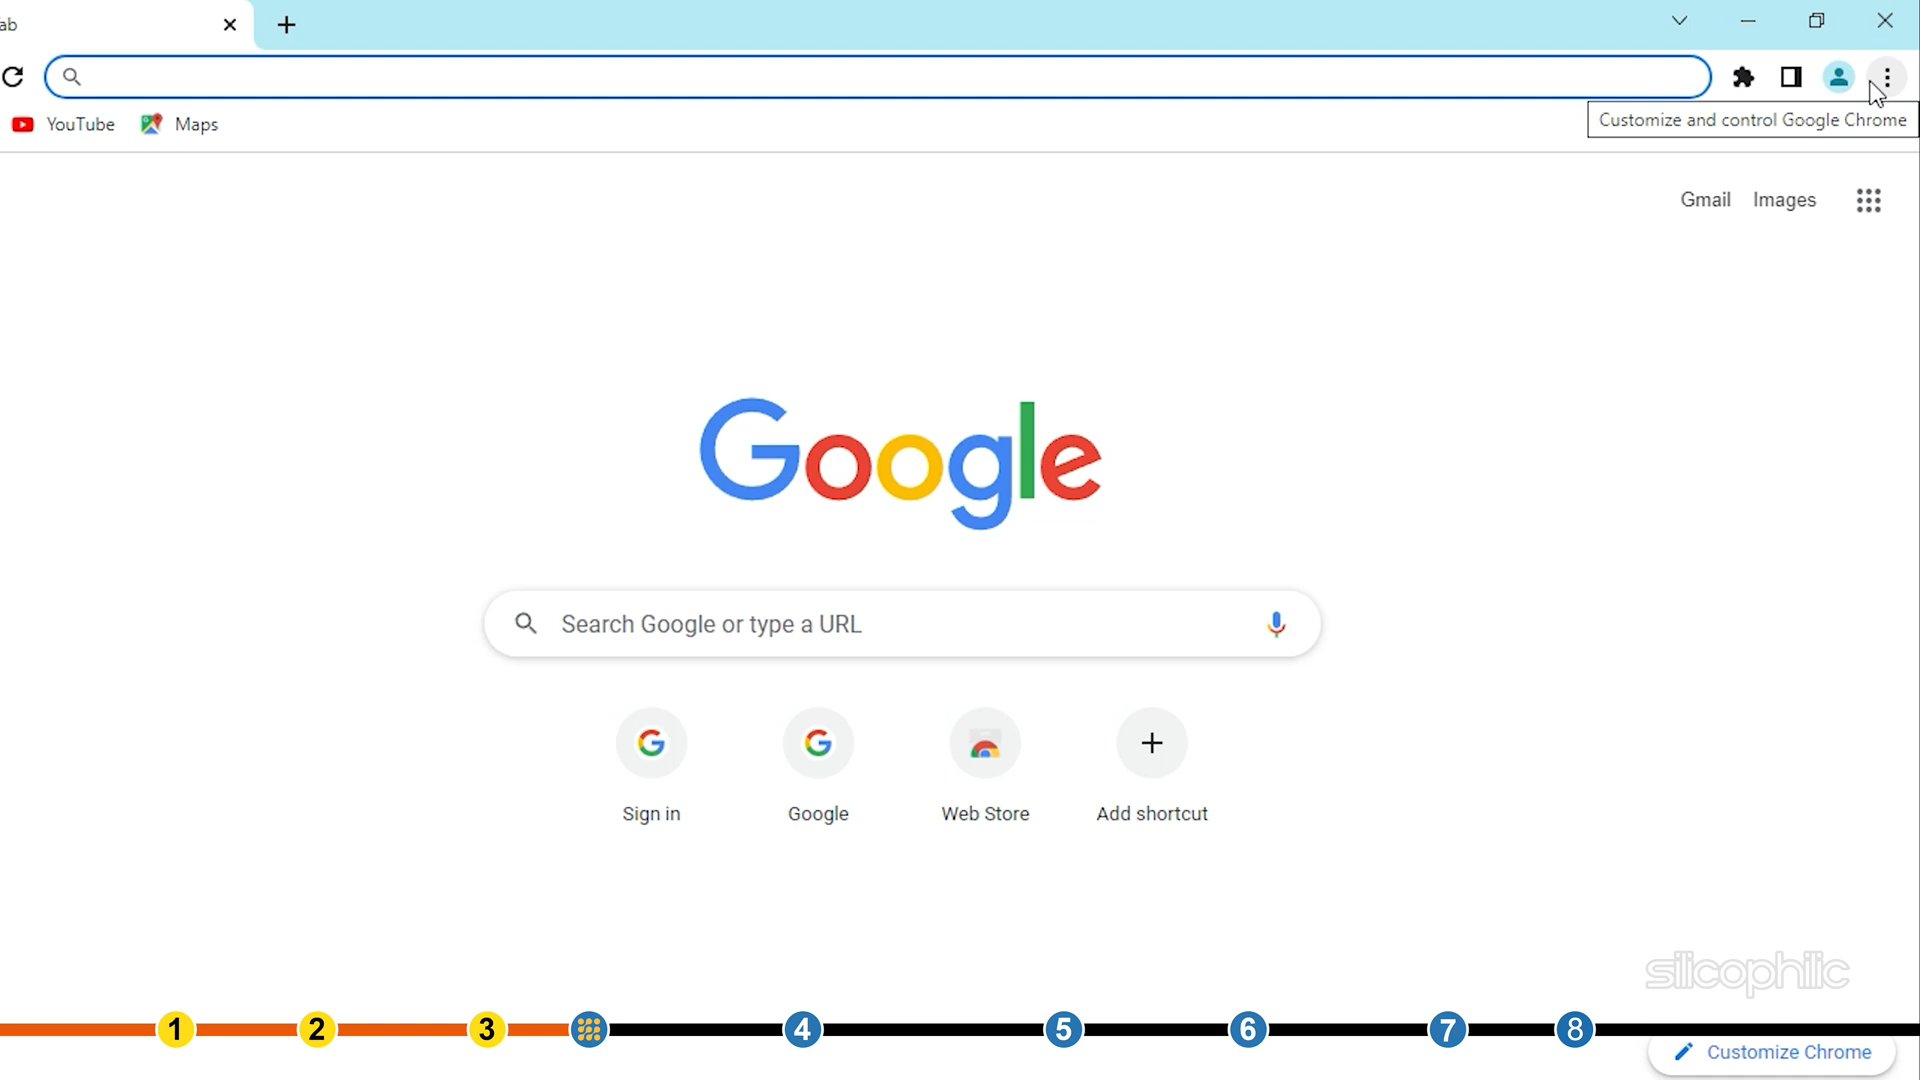 ab
YouTube Maps
Customize and control Google Chrome
Gmail Images
Google
Search Google or type a URL
Sign in Google Web Store Add shortcut
silicophilic
1 2 3 4 5 6 7 8
Customize Chrome